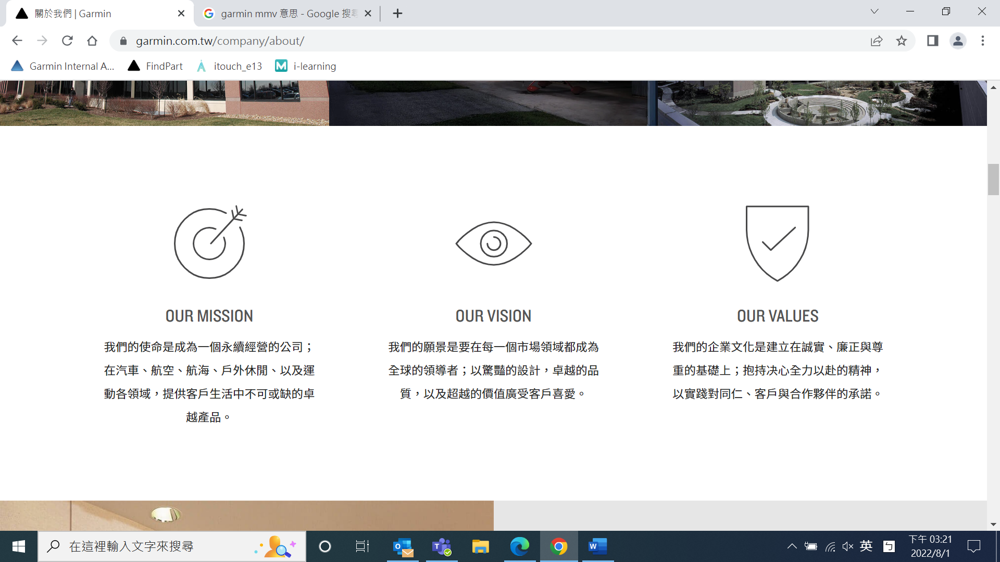 關於我們 | Garmin
garmin mmv 意思 - Google 搜尋
garmin.com.tw/company/about/
Garmin Internal A...
FindPart
itouch_e13
i-learning
OUR MISSION
我們的使命是成為一個永續經營的公司；
在汽車、航空、航海、戶外休閒、以及運
動各領域，提供客戶生活中不可或缺的卓
越產品。
OUR VISION
我們的願景是要在每一個市場領域都成為
全球的領導者；以驚豔的設計，卓越的品
質，以及超越的價值廣受客戶喜愛。
OUR VALUES
我們的企業文化是建立在誠實、廉正與尊
重的基礎上；抱持决心全力以赴的精神，
以實踐對同仁、客戶與合作夥伴的承諾。
在這裡輸入文字來搜尋
英
ㄅ
下午 03:21
2022/8/1